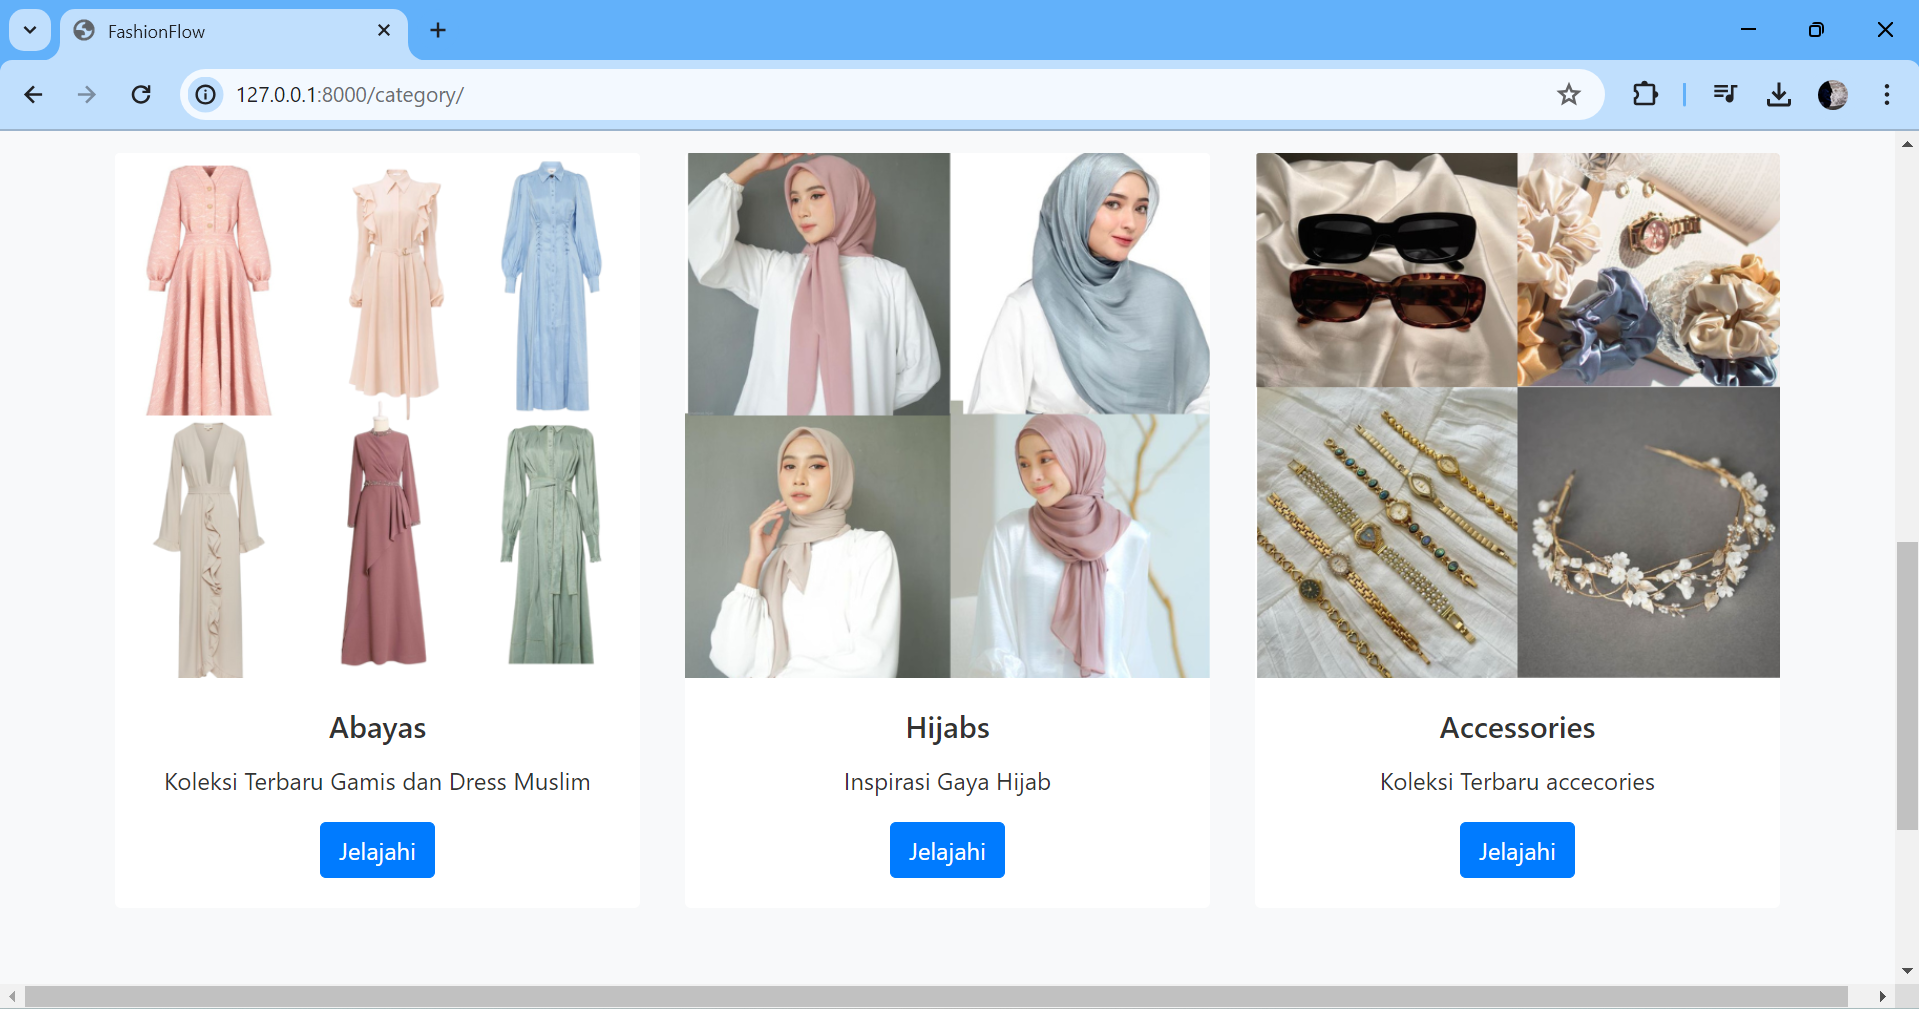 FashionFlow
127.0.0.1:8000/category/
Abayas
Koleksi Terbaru Gamis dan Dress Muslim
Jelajahi
Hijabs
Inspirasi Gaya Hijab
Jelajahi
Accessories
Koleksi Terbaru accecories
Jelajahi